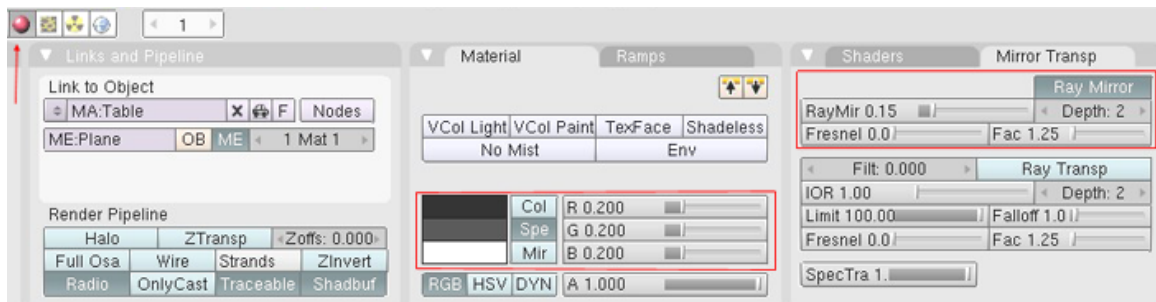 1
Links and Pipeline
Link to Object
MA:Table X F Nodes
ME:Plane OB ME 1 Mat 1
Render Pipeline
Halo ZTransp Zoffs: 0.000
Full Osa Wire Strands ZInvert
Radio OnlyCast Traceable Shadbuf
Material Ramps
VCol Light VCol Paint TexFace Shadeless
No Mist Env
Col R 0.200
Spe G 0.200
Mir B 0.200
RGB HSV DYN A 1.000
Shaders Mirror Transp
Ray Mirror
RayMir 0.15 Depth: 2
Fresnel 0.0 Fac 1.25
Filt: 0.000 Ray Transp
IOR 1.00 Depth: 2
Limit 100.00 Falloff 1.0
Fresnel 0.0 Fac 1.25
SpecTra 1.